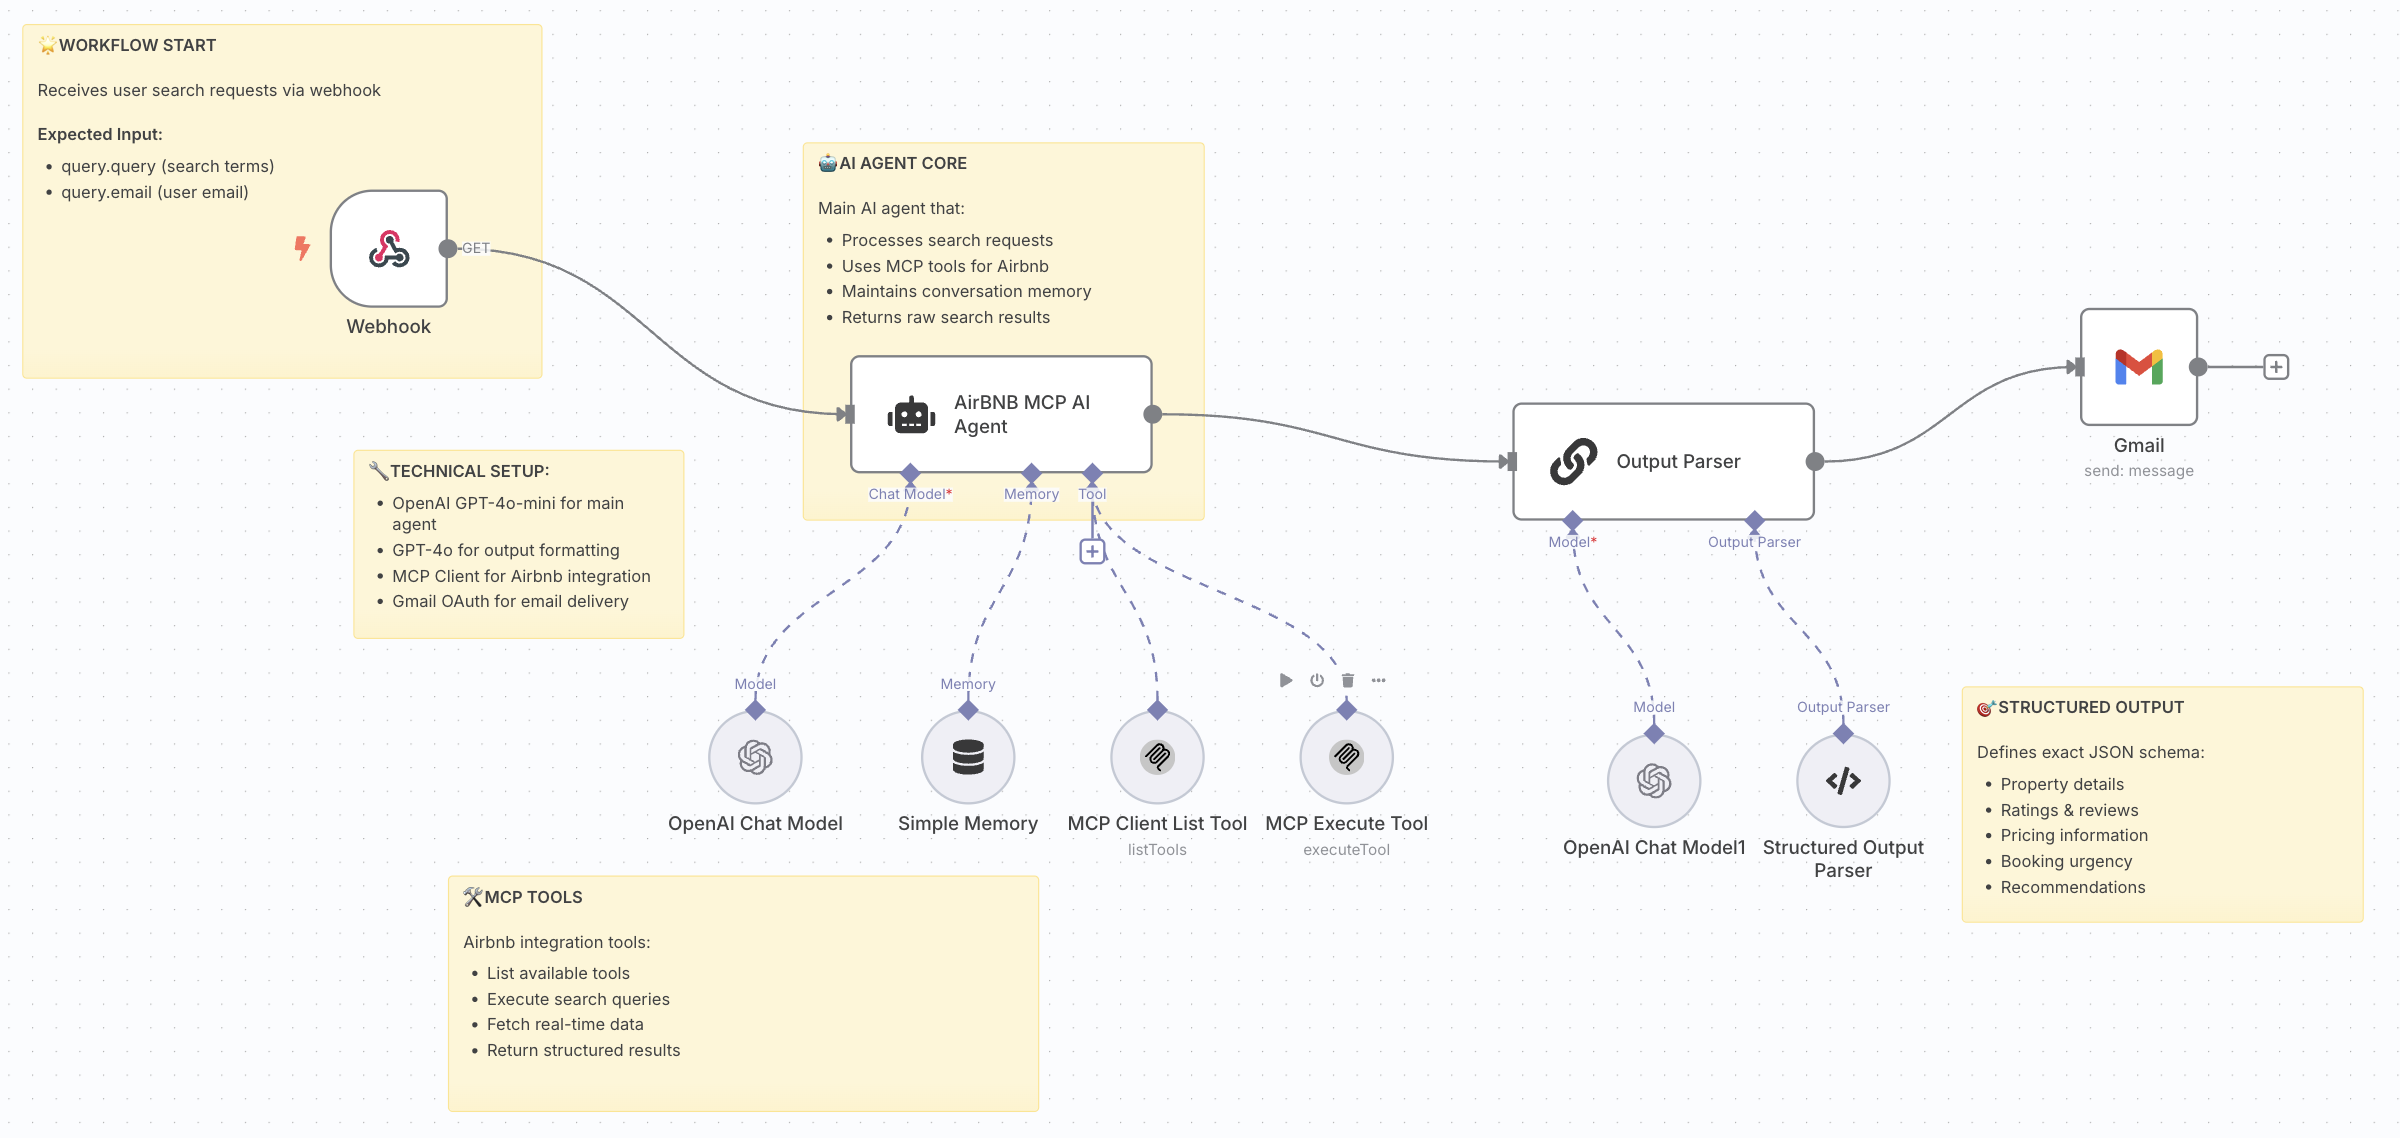 🌟WORKFLOW START
Receives user search requests via webhook
Expected Input:
• query.query (search terms)
• query.email (user email)
GET
Webhook
🤖AI AGENT CORE
Main AI agent that:
• Processes search requests
• Uses MCP tools for Airbnb
• Maintains conversation memory
• Returns raw search results
AirBNB MCP AI
Agent
Chat Model*
Memory
Tool
🔧TECHNICAL SETUP:
• OpenAI GPT-4o-mini for main
agent
• GPT-4o for output formatting
• MCP Client for Airbnb integration
• Gmail OAuth for email delivery
Output Parser
Model*
Output Parser
Gmail
send: message
Model
OpenAI Chat Model
Memory
Simple Memory
MCP Client List Tool
listTools
MCP Execute Tool
executeTool
Model
OpenAI Chat Model1
Output Parser
Structured Output
Parser
🎯STRUCTURED OUTPUT
Defines exact JSON schema:
• Property details
• Ratings & reviews
• Pricing information
• Booking urgency
• Recommendations
🛠️MCP TOOLS
Airbnb integration tools:
• List available tools
• Execute search queries
• Fetch real-time data
• Return structured results